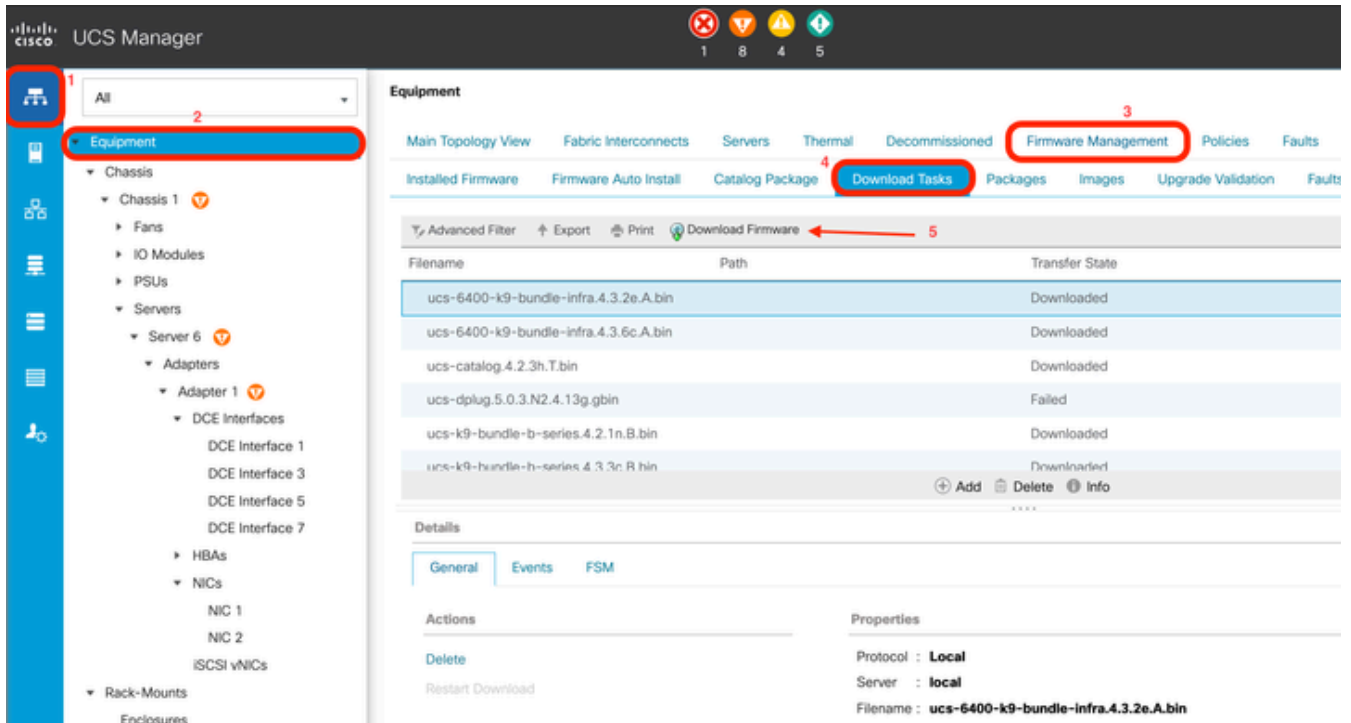 cisco UCS Manager
1 8 4 5
1
All
2
Equipment
Chassis
Chassis 1
Fans
IO Modules
PSUs
Servers
Server 6
Adapters
Adapter 1
DCE Interfaces
DCE Interface 1
DCE Interface 3
DCE Interface 5
DCE Interface 7
HBAs
NICs
NIC 1
NIC 2
iSCSI vNICs
Rack-Mounts
Enclosures
Equipment
3
Main Topology View Fabric Interconnects Servers Thermal Decommissioned Firmware Management Policies Faults
4
Installed Firmware Firmware Auto Install Catalog Package Download Tasks Packages Images Upgrade Validation Faults
Advanced Filter Export Print Download Firmware 5
Filename Path Transfer State
ucs-6400-k9-bundle-infra.4.3.2e.A.bin Downloaded
ucs-6400-k9-bundle-infra.4.3.6c.A.bin Downloaded
ucs-catalog.4.2.3h.T.bin Downloaded
ucs-dplug.5.0.3.N2.4.13g.gbin Failed
ucs-k9-bundle-b-series.4.2.1n.B.bin Downloaded
ucs-k9-bundle-b-series.4.3.3c.B.bin Downloaded
Add Delete Info
Details
General Events FSM
Actions
Delete
Restart Download
Properties
Protocol : Local
Server : local
Filename : ucs-6400-k9-bundle-infra.4.3.2e.A.bin